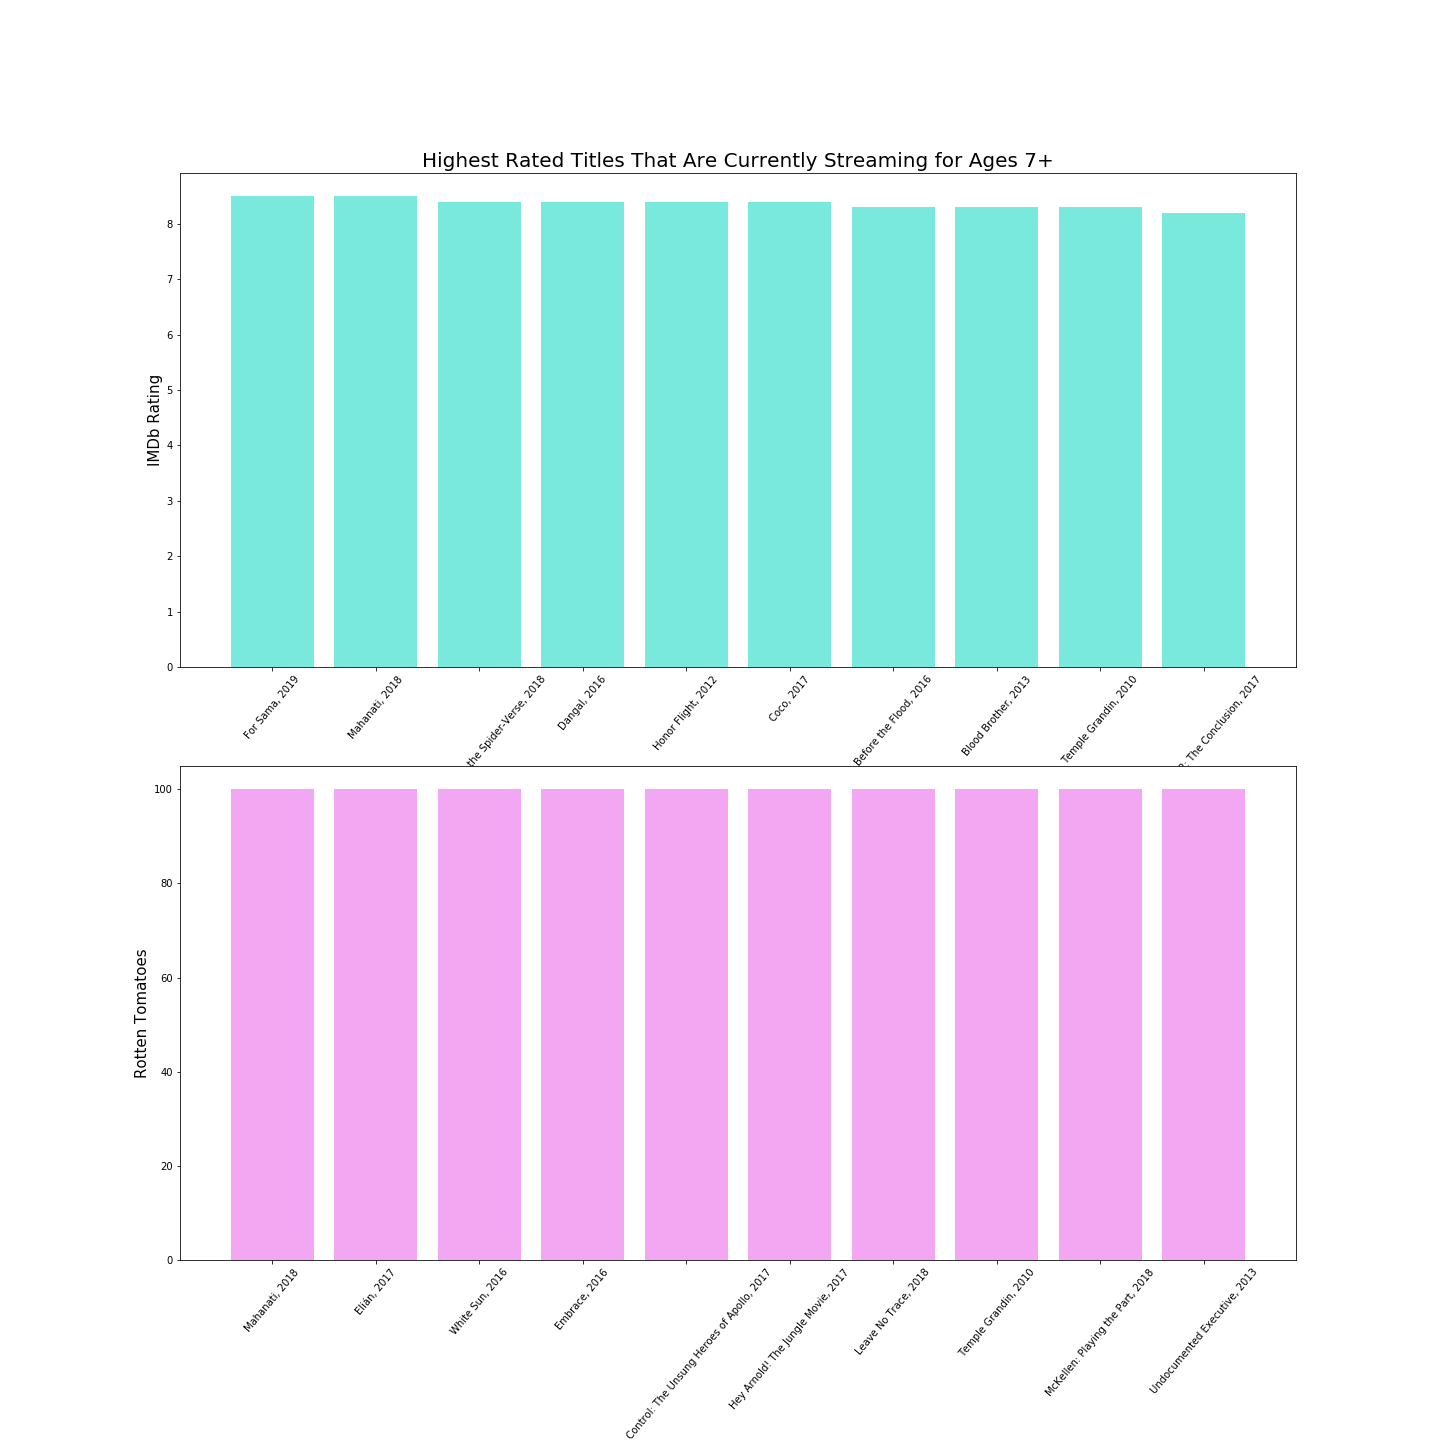 Highest Rated Titles That Are Currently Streaming for Ages 7+
IMDb Rating
8
7
6
5
4
3
2
1
0
For Sama, 2019
Mahanati, 2018
the Spider-Verse, 2018
Dangal, 2016
Honor Flight, 2012
Coco, 2017
Before the Flood, 2016
Blood Brother, 2013
Temple Grandin, 2010
: The Conclusion, 2017
Rotten Tomatoes
100
80
60
40
20
0
Mahanati, 2018
Elián, 2017
White Sun, 2016
Embrace, 2016
Control: The Unsung Heroes of Apollo, 2017
Hey Arnold! The Jungle Movie, 2017
Leave No Trace, 2018
Temple Grandin, 2010
McKellen: Playing the Part, 2018
Undocumented Executive, 2013